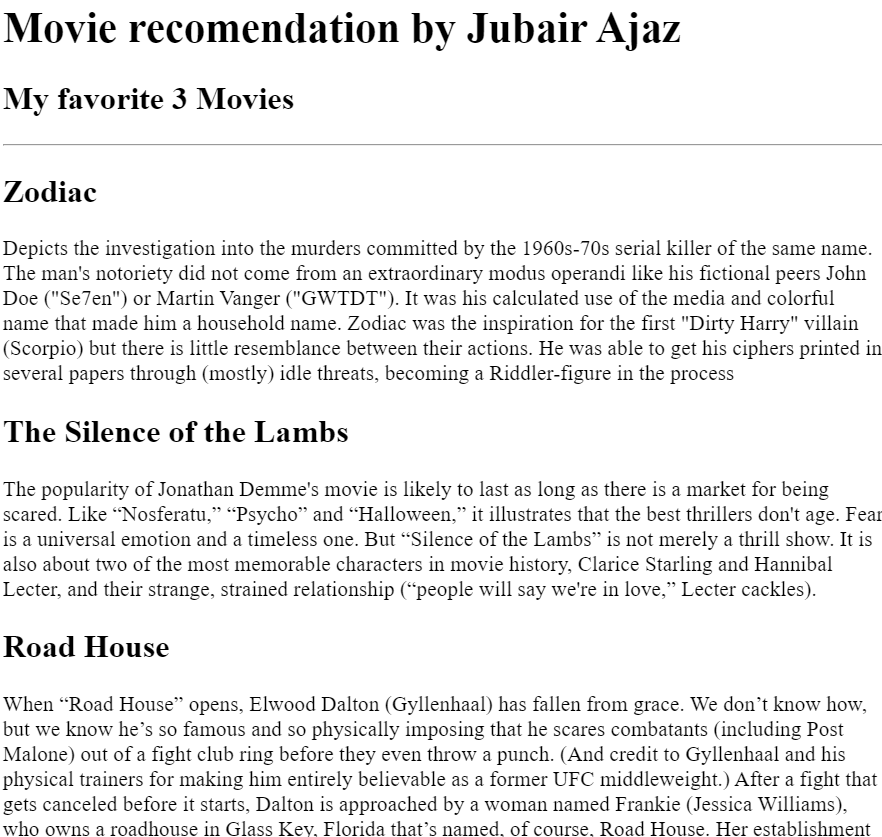 Movie recomendation by Jubair Ajaz
My favorite 3 Movies
Zodiac
Depicts the investigation into the murders committed by the 1960s-70s serial killer of the same name.
The man's notoriety did not come from an extraordinary modus operandi like his fictional peers John
Doe ("Se7en") or Martin Vanger ("GWTDT"). It was his calculated use of the media and colorful
name that made him a household name. Zodiac was the inspiration for the first "Dirty Harry" villain
(Scorpio) but there is little resemblance between their actions. He was able to get his ciphers printed in
several papers through (mostly) idle threats, becoming a Riddler-figure in the process
The Silence of the Lambs
The popularity of Jonathan Demme's movie is likely to last as long as there is a market for being
scared. Like “Nosferatu,” “Psycho” and “Halloween,” it illustrates that the best thrillers don't age. Fear
is a universal emotion and a timeless one. But “Silence of the Lambs” is not merely a thrill show. It is
also about two of the most memorable characters in movie history, Clarice Starling and Hannibal
Lecter, and their strange, strained relationship (“people will say we're in love,” Lecter cackles).
Road House
When “Road House” opens, Elwood Dalton (Gyllenhaal) has fallen from grace. We don’t know how,
but we know he’s so famous and so physically imposing that he scares combatants (including Post
Malone) out of a fight club ring before they even throw a punch. (And credit to Gyllenhaal and his
physical trainers for making him entirely believable as a former UFC middleweight.) After a fight that
gets canceled before it starts, Dalton is approached by a woman named Frankie (Jessica Williams),
who owns a roadhouse in Glass Key, Florida that’s named, of course, Road House. Her establishment